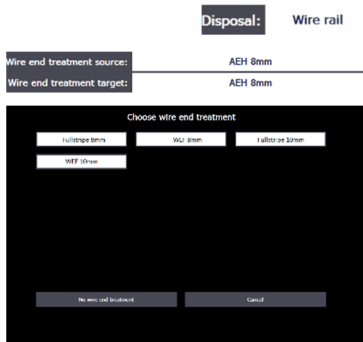 Disposal: Wire rail
Wire end treatment source: AEH 8mm
Wire end treatment target: AEH 8mm
Choose wire end treatment
Fullstripe 8mm WEF 8mm Fullstripe 10mm
WEF 10mm
No wire end treatment Cancel